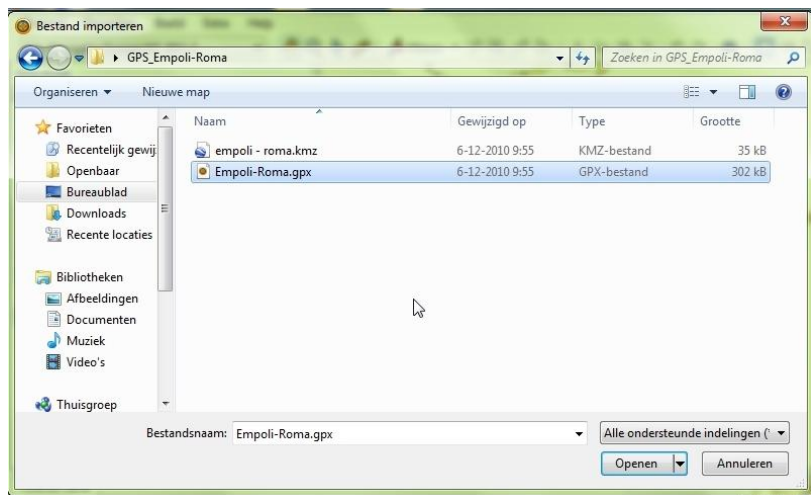 Bestand importeren
GPS_Empoli-Roma
Zoeken in GPS_Empoli-Roma
Organiseren
Nieuwe map
Naam
Gewijzigd op
Type
Grootte
Favorieten
Recentelijk gewij
Openbaar
Bureaublad
Downloads
Recente locaties
Bibliotheken
Afbeeldingen
Documenten
Muziek
Video's
Thuisgroep
empoli - roma.kmz
6-12-2010 9:55
KMZ-bestand
35 kB
Empoli-Roma.gpx
6-12-2010 9:55
GPX-bestand
302 kB
Bestandsnaam:
Empoli-Roma.gpx
Alle ondersteunde indelingen (*
Openen
Annuleren